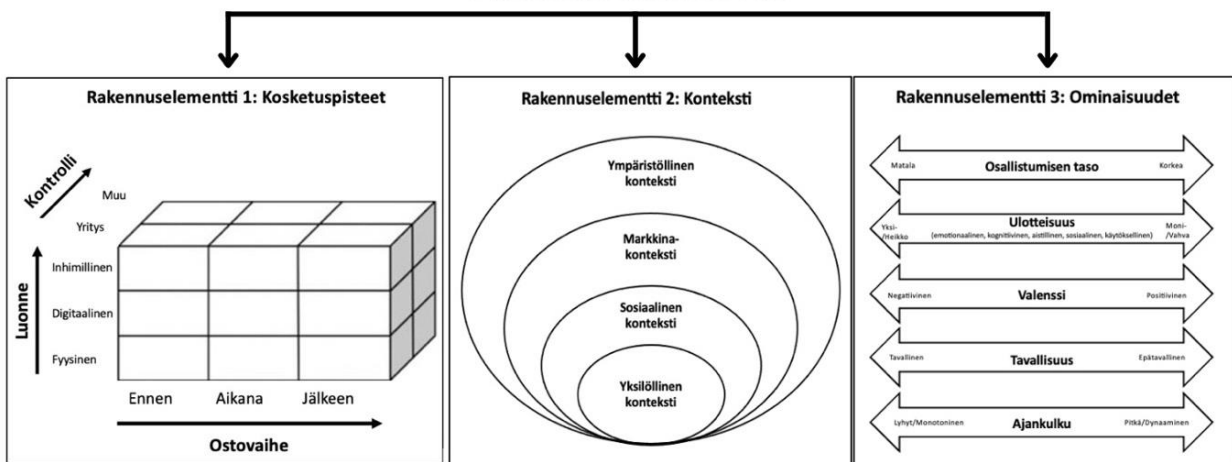 Rakennuselementti 1: Kosketuspisteet
Kontrolli
Muu
Yritys
Luonne
Inhimillinen
Digitaalinen
Fyysinen
Ennen
Aikana
Jälkeen
Ostovaihe
Rakennuselementti 2: Konteksti
Ympäristöllinen
konteksti
Markkina-
konteksti
Sosiaalinen
konteksti
Yksilöllinen
konteksti
Rakennuselementti 3: Ominaisuudet
Matala
Osallistumisen taso
Korkea
Yksi-
/Heikko
Ulotteisuus
(emotionaalinen, kognitiivinen, aistillinen, sosiaalinen, käytöksellinen)
Moni-
/Vahva
Negatiivinen
Valenssi
Positiivinen
Tavallinen
Tavallisuus
Epätavallinen
Lyhyt/Monotoninen
Ajankulku
Pitkä/Dynaaminen